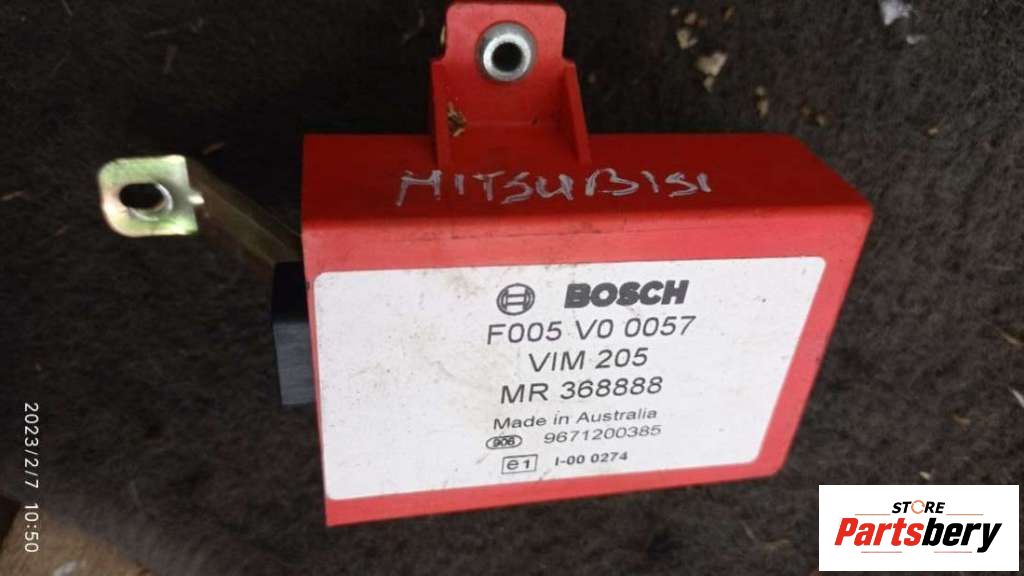 MITSUBISI
BOSCH
F005 V0 0057
VIM 205
MR 368888
Made in Australia
906 9671200385
e1 I-00 0274
2023/2/7 10:50
STORE
Partsbery